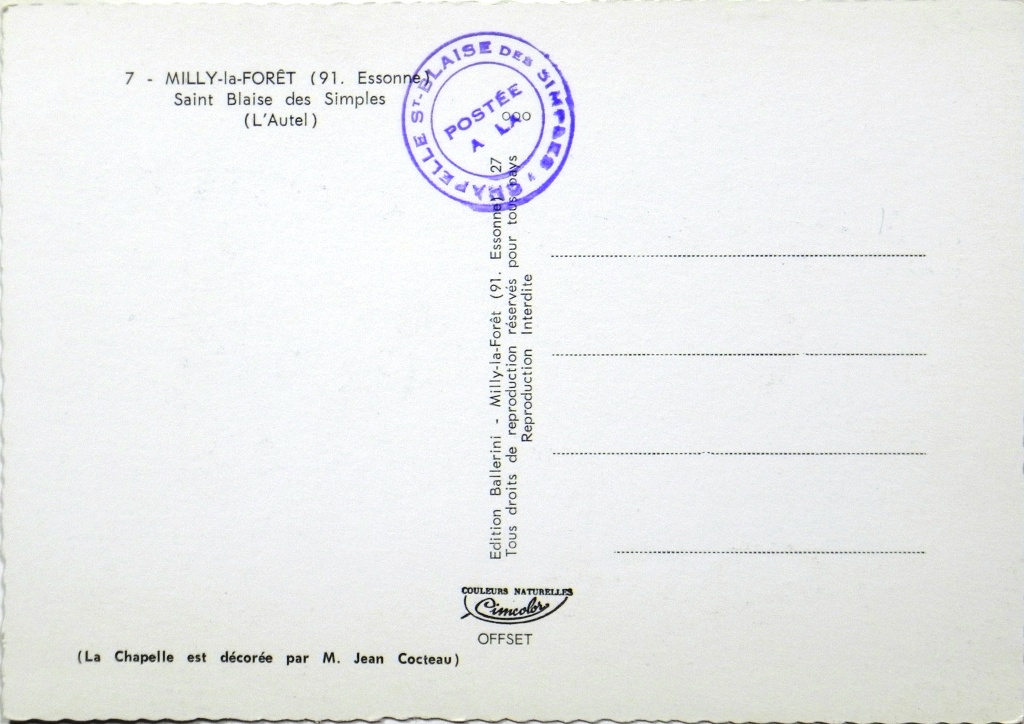 7 - MILLY-la-FORÊT (91. Essonne)
Saint Blaise des Simples
(L'Autel)
CHAPELLE ST-BLAISE DES SIMPLES
POSTÉE
A LA
Edition Ballerini - Milly-la-Forêt (91. Essonne) 27
Tous droits de reproduction réservés pour tous pays
Reproduction Interdite
COULEURS NATURELLES
Cimcolor
OFFSET
(La Chapelle est décorée par M. Jean Cocteau)